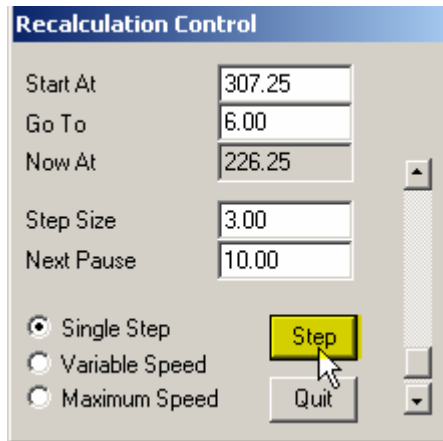 Recalculation Control
Start At 307.25
Go To 6.00
Now At 226.25
Step Size 3.00
Next Pause 10.00
Single Step Step
Variable Speed
Maximum Speed Quit